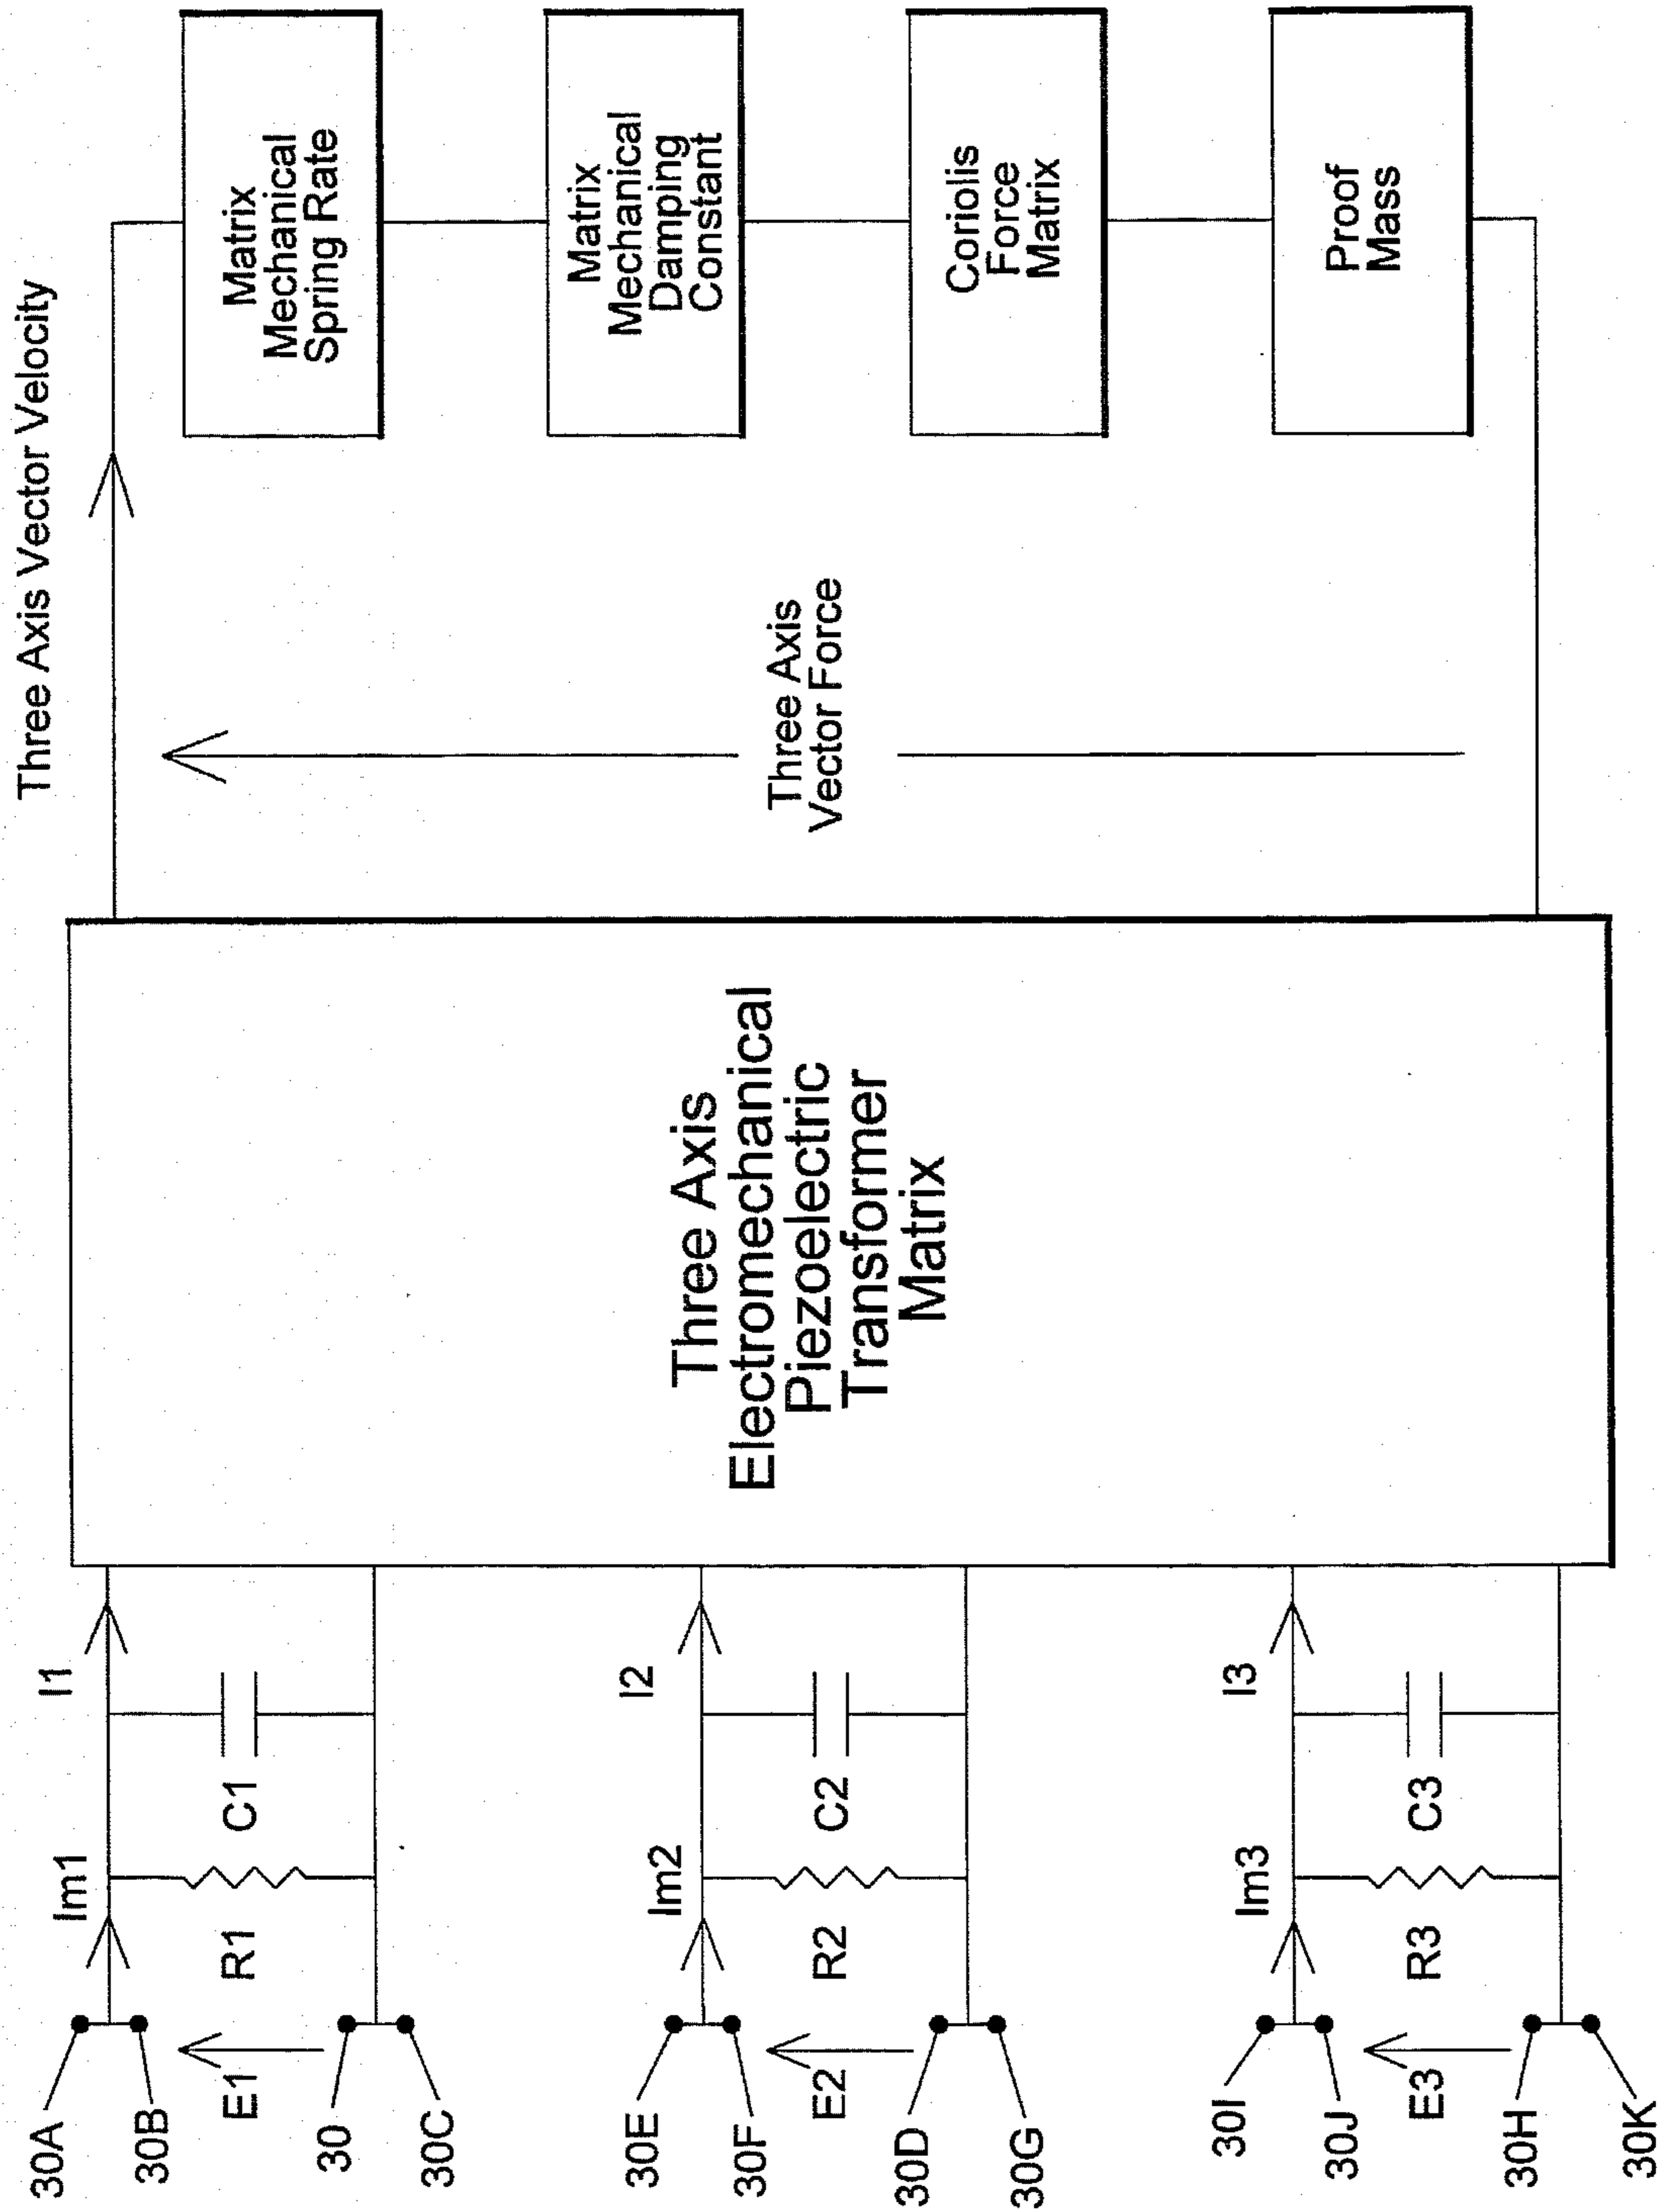 Three Axis Vector Velocity
Matrix
Mechanical
Spring Rate
Matrix
Mechanical
Damping
Constant
Coriolis
Force
Matrix
Proof
Mass
Three Axis
Vector Force
Three Axis
Electromechanical
Piezoelectric
Transformer
Matrix
I1
Im1
C1
R1
30A
30B
E1
30
30C
I2
Im2
C2
R2
30E
30F
E2
30D
30G
I3
Im3
C3
R3
30I
30J
E3
30H
30K